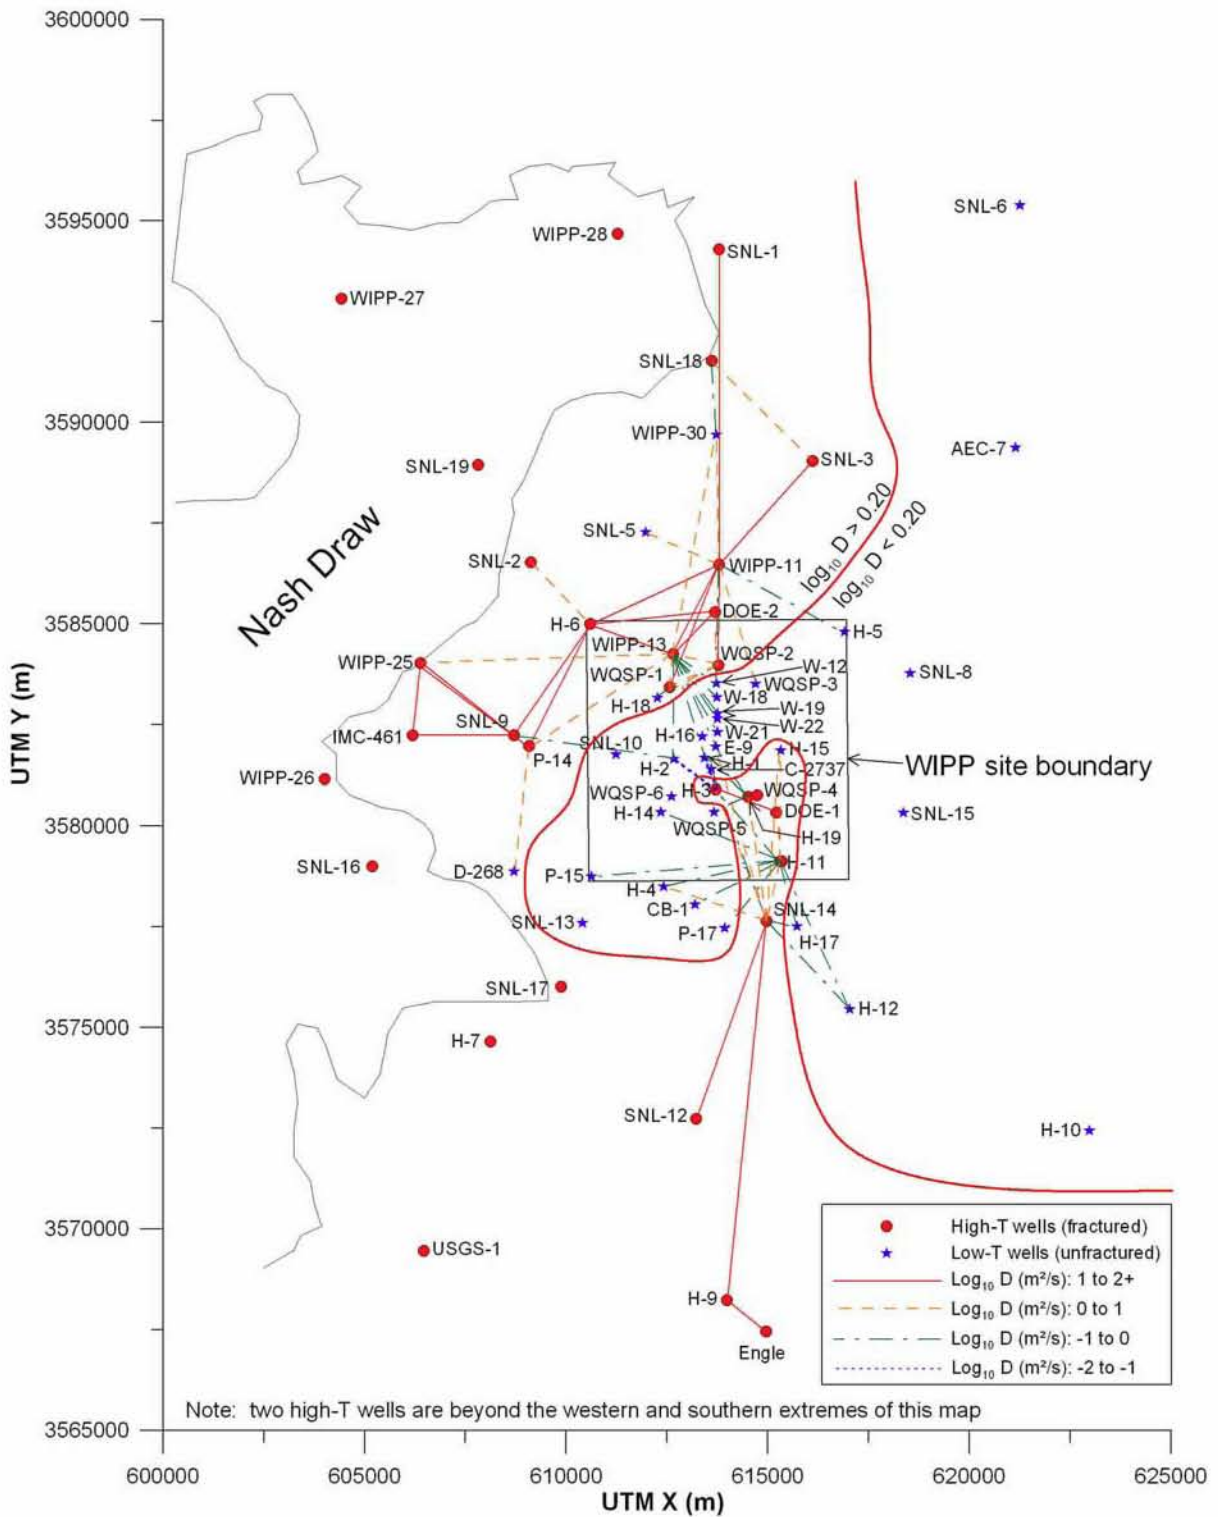 3600000
3595000
3590000
3585000
3580000
3575000
3570000
3565000
UTM Y (m)
SNL-6
WIPP-28
SNL-1
WIPP-27
SNL-18
WIPP-30
SNL-3
AEC-7
SNL-19
log₁₀ D > 0.20
log₁₀ D < 0.20
Nash Draw
SNL-5
SNL-2
WIPP-11
DOE-2
H-6
H-5
WIPP-13
WQSP-2
WIPP-25
WQSP-1
W-12
WQSP-3
SNL-8
H-18
W-18
W-19
W-22
IMC-461
SNL-9
SNL-10
H-16
W-21
E-9
H-15
P-14
H-2
H-1
C-2737
WIPP site boundary
WIPP-26
WQSP-6
H-3
WQSP-4
H-14
DOE-1
SNL-15
WQSP-5
H-19
SNL-16
D-268
P-15
H-11
H-4
CB-1
SNL-14
SNL-13
P-17
H-17
SNL-17
H-12
H-7
SNL-12
H-10
USGS-1
H-9
Engle
High-T wells (fractured)
Low-T wells (unfractured)
Log₁₀ D (m²/s): 1 to 2+
Log₁₀ D (m²/s): 0 to 1
Log₁₀ D (m²/s): -1 to 0
Log₁₀ D (m²/s): -2 to -1
Note: two high-T wells are beyond the western and southern extremes of this map
600000 605000 610000 615000 620000 625000
UTM X (m)